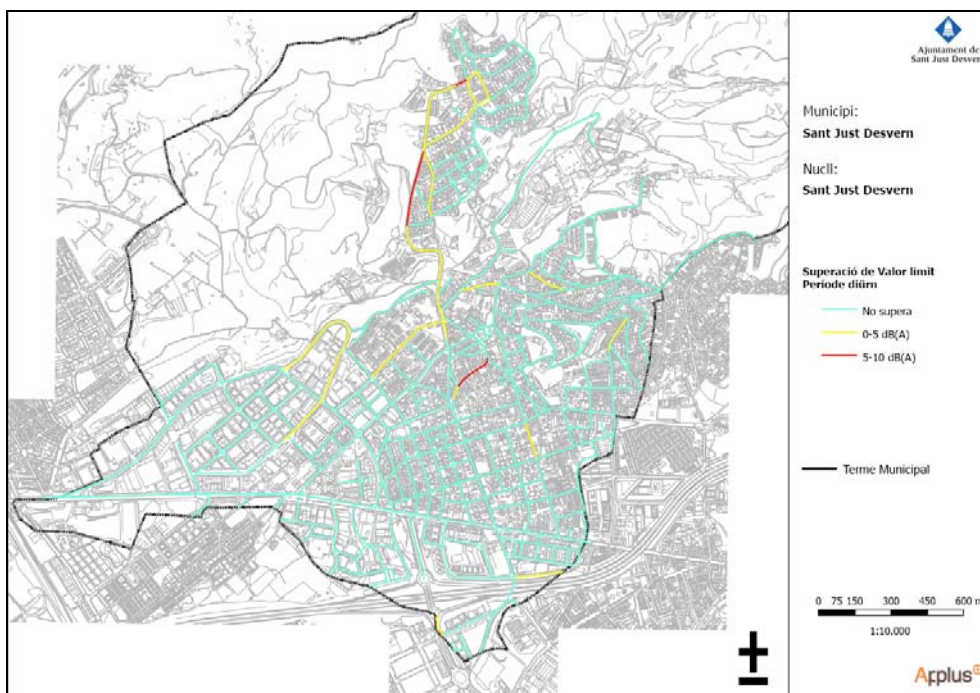 Ajuntament de
Sant Just Desvern
Municipi:
Sant Just Desvern
Nucli:
Sant Just Desvern
Superació de Valor límit
Període diürn
No supera
0-5 dB(A)
5-10 dB(A)
Terme Municipal
0 75 150 300 450 600 m
1:10.000
Applus